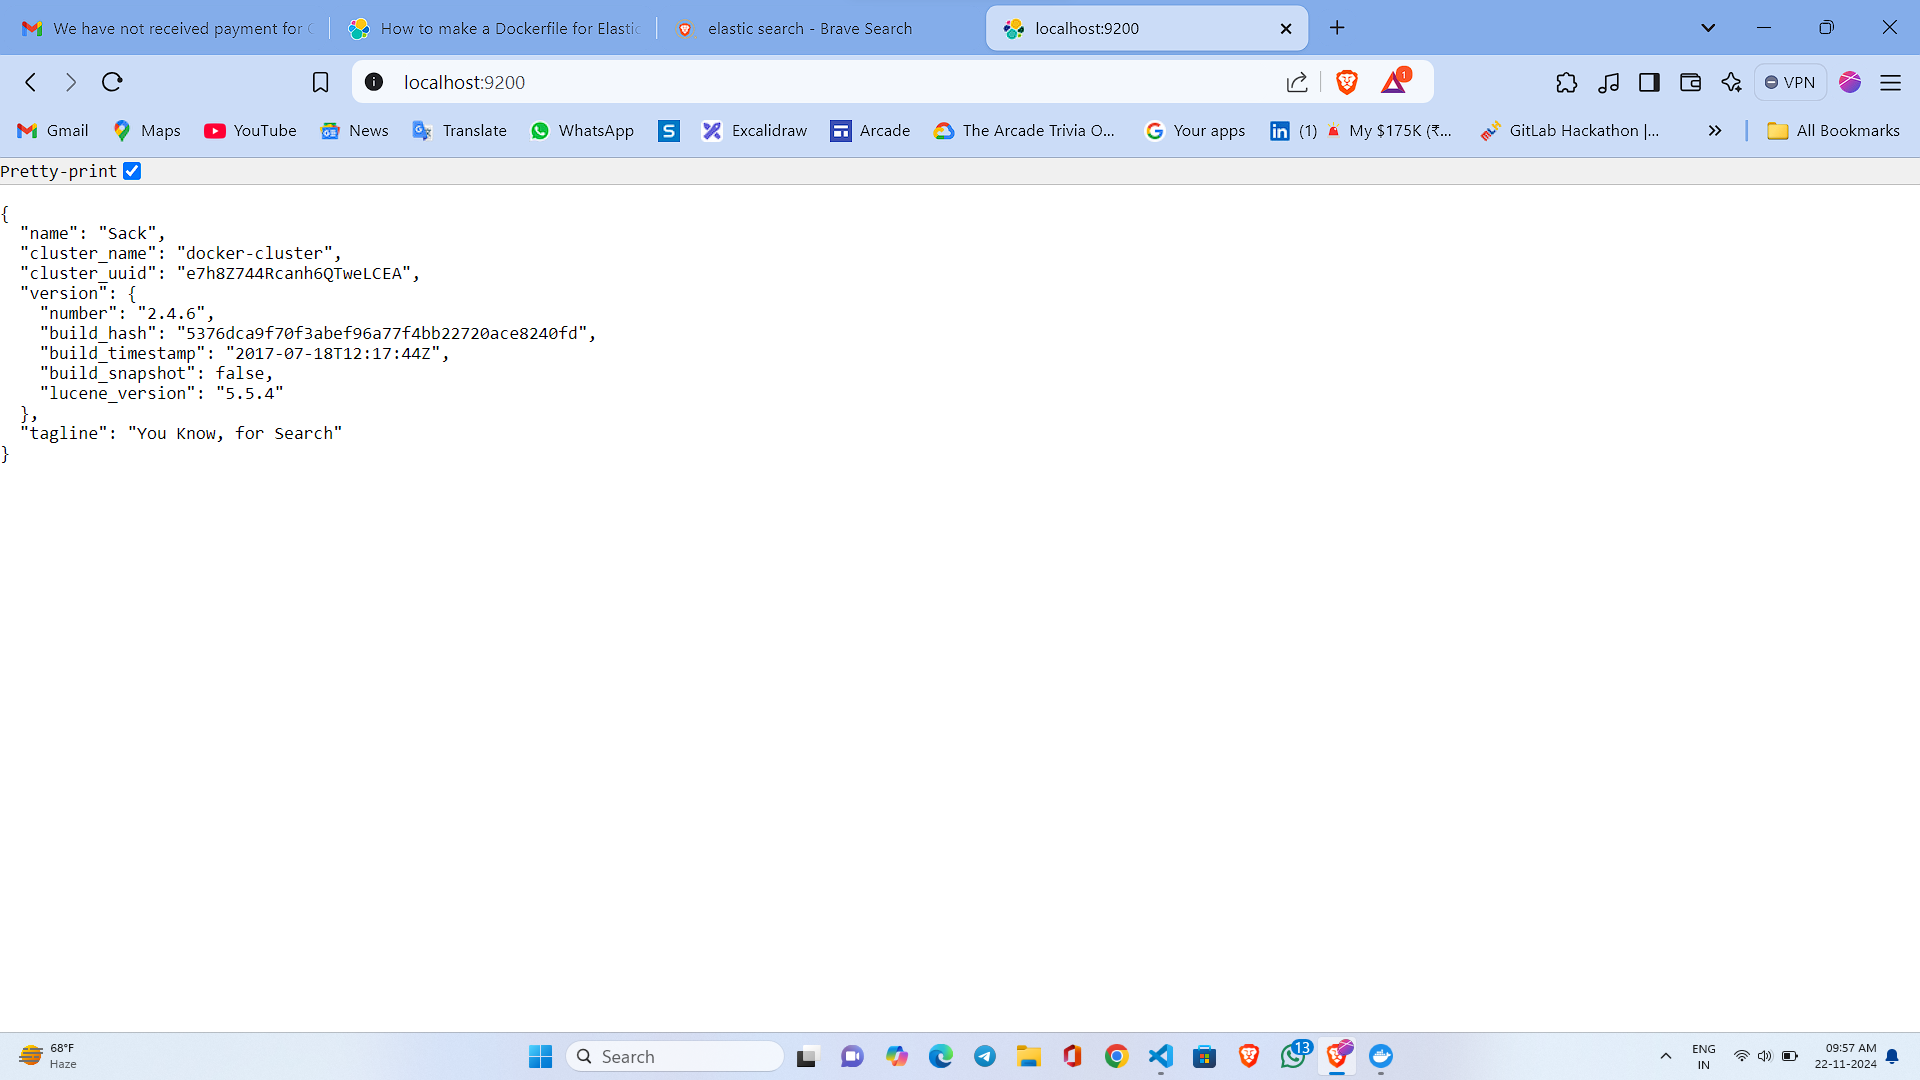 We have not received payment for
How to make a Dockerfile for Elastic
elastic search - Brave Search
localhost:9200
localhost:9200
1
VPN
Gmail
Maps
YouTube
News
Translate
WhatsApp
S
Excalidraw
Arcade
The Arcade Trivia O...
Your apps
(1) 🚨 My $175K (₹...
GitLab Hackathon |...
All Bookmarks
Pretty-print
{
  "name": "Sack",
  "cluster_name": "docker-cluster",
  "cluster_uuid": "e7h8Z744Rcanh6QTweLCEA",
  "version": {
    "number": "2.4.6",
    "build_hash": "5376dca9f70f3abef96a77f4bb22720ace8240fd",
    "build_timestamp": "2017-07-18T12:17:44Z",
    "build_snapshot": false,
    "lucene_version": "5.5.4"
  },
  "tagline": "You Know, for Search"
}
68°F
Haze
Search
13
ENG
IN
09:57 AM
22-11-2024